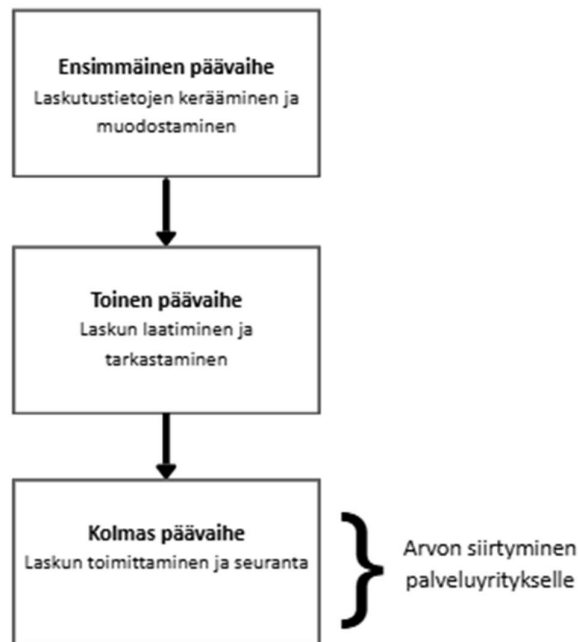 Ensimmäinen päävaihe
Laskutustietojen kerääminen ja
muodostaminen
Toinen päävaihe
Laskun laatiminen ja
tarkastaminen
Kolmas päävaihe
Laskun toimittaminen ja seuranta
Arvon siirtyminen
palveluyritykselle